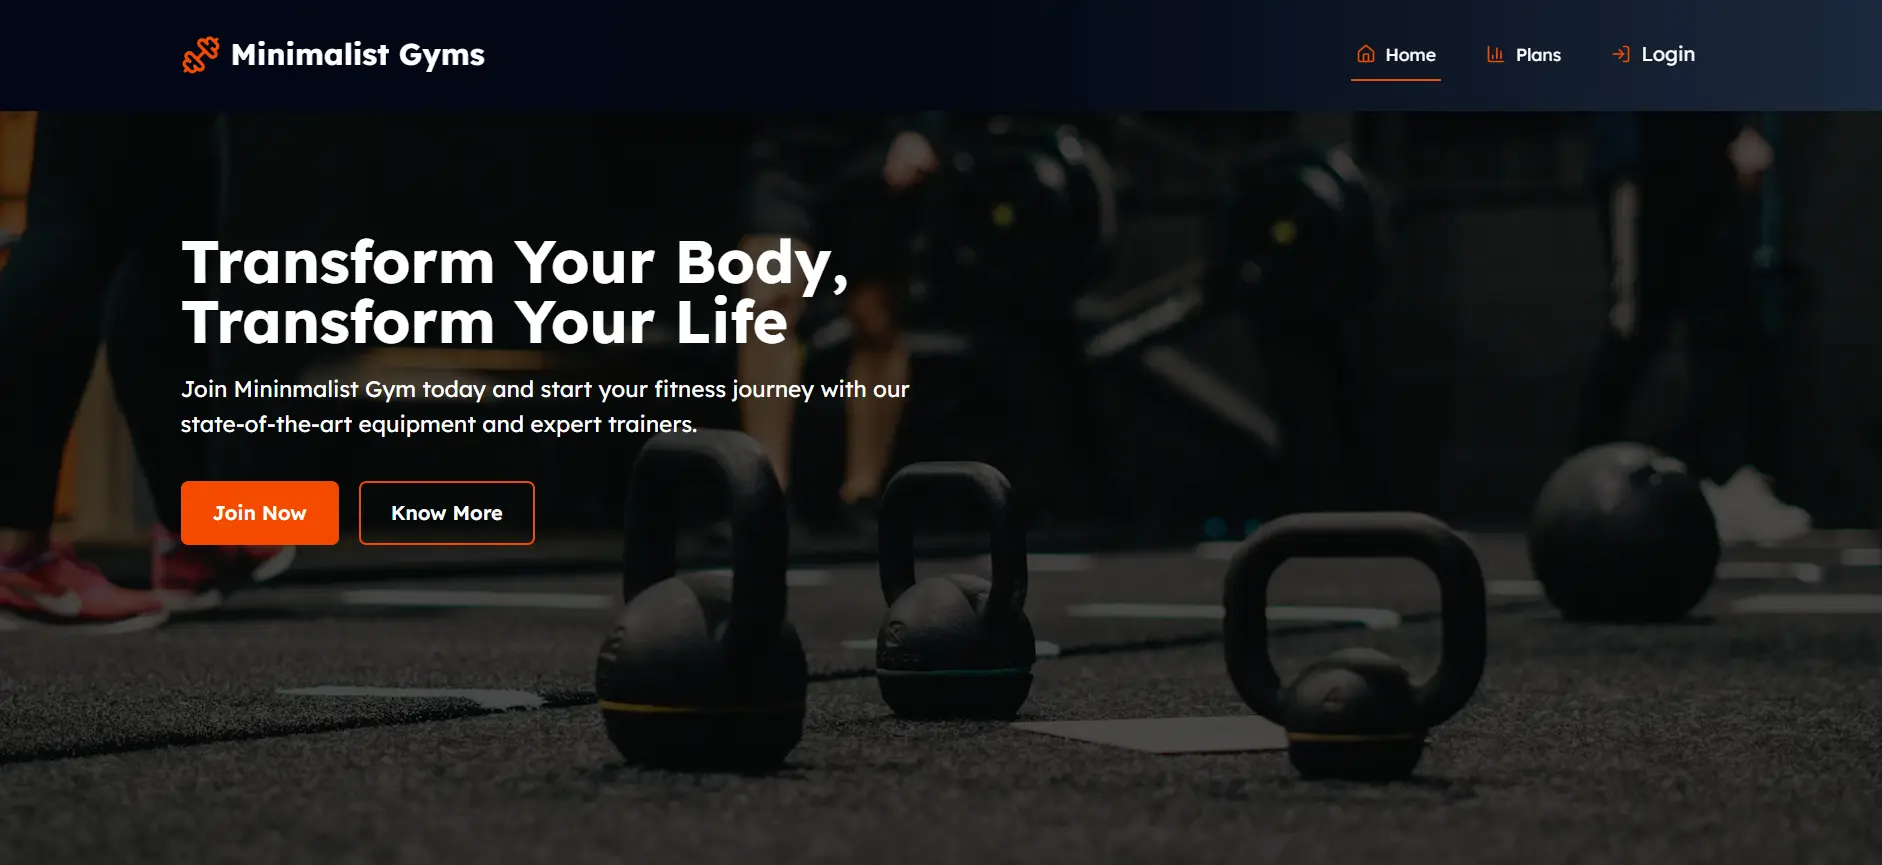 Minimalist Gyms
Home
Plans
Login
Transform Your Body,
Transform Your Life
Join Mininmalist Gym today and start your fitness journey with our
state-of-the-art equipment and expert trainers.
Join Now
Know More